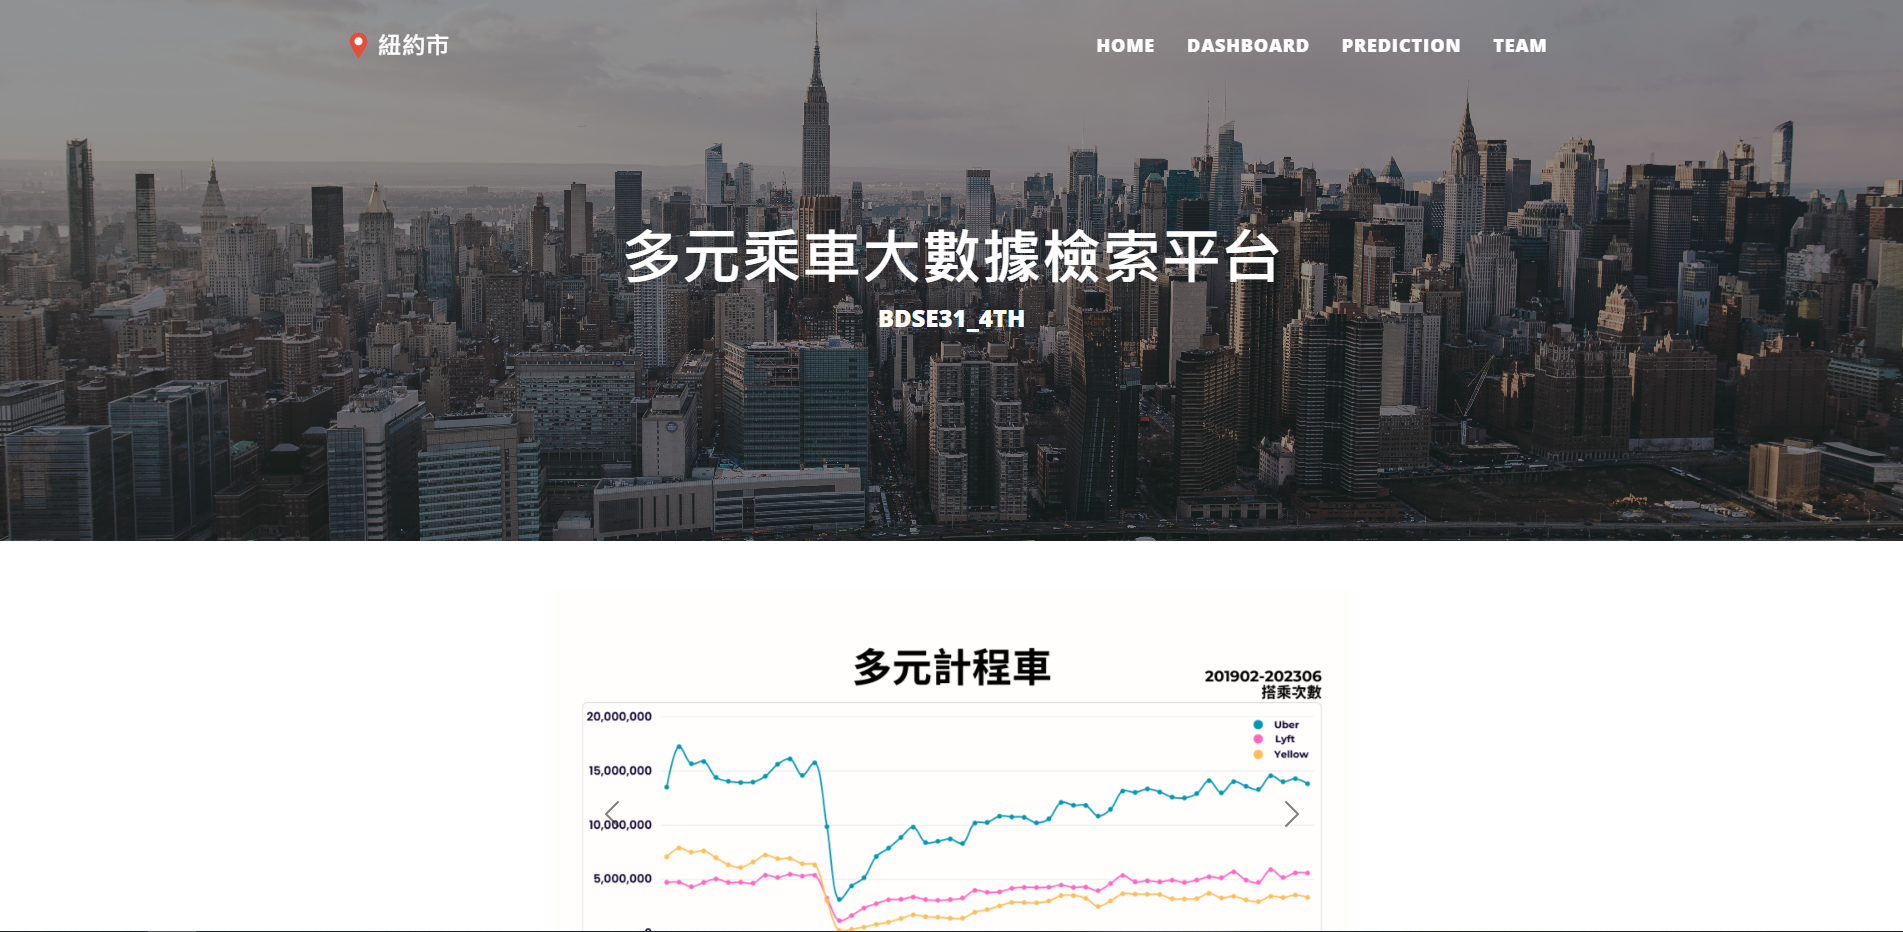 紐約市
HOME DASHBOARD PREDICTION TEAM
多元乘車大數據檢索平台
BDSE31_4TH
多元計程車
201902-202306
搭乘次數
20,000,000
Uber
Lyft
Yellow
15,000,000
10,000,000
5,000,000